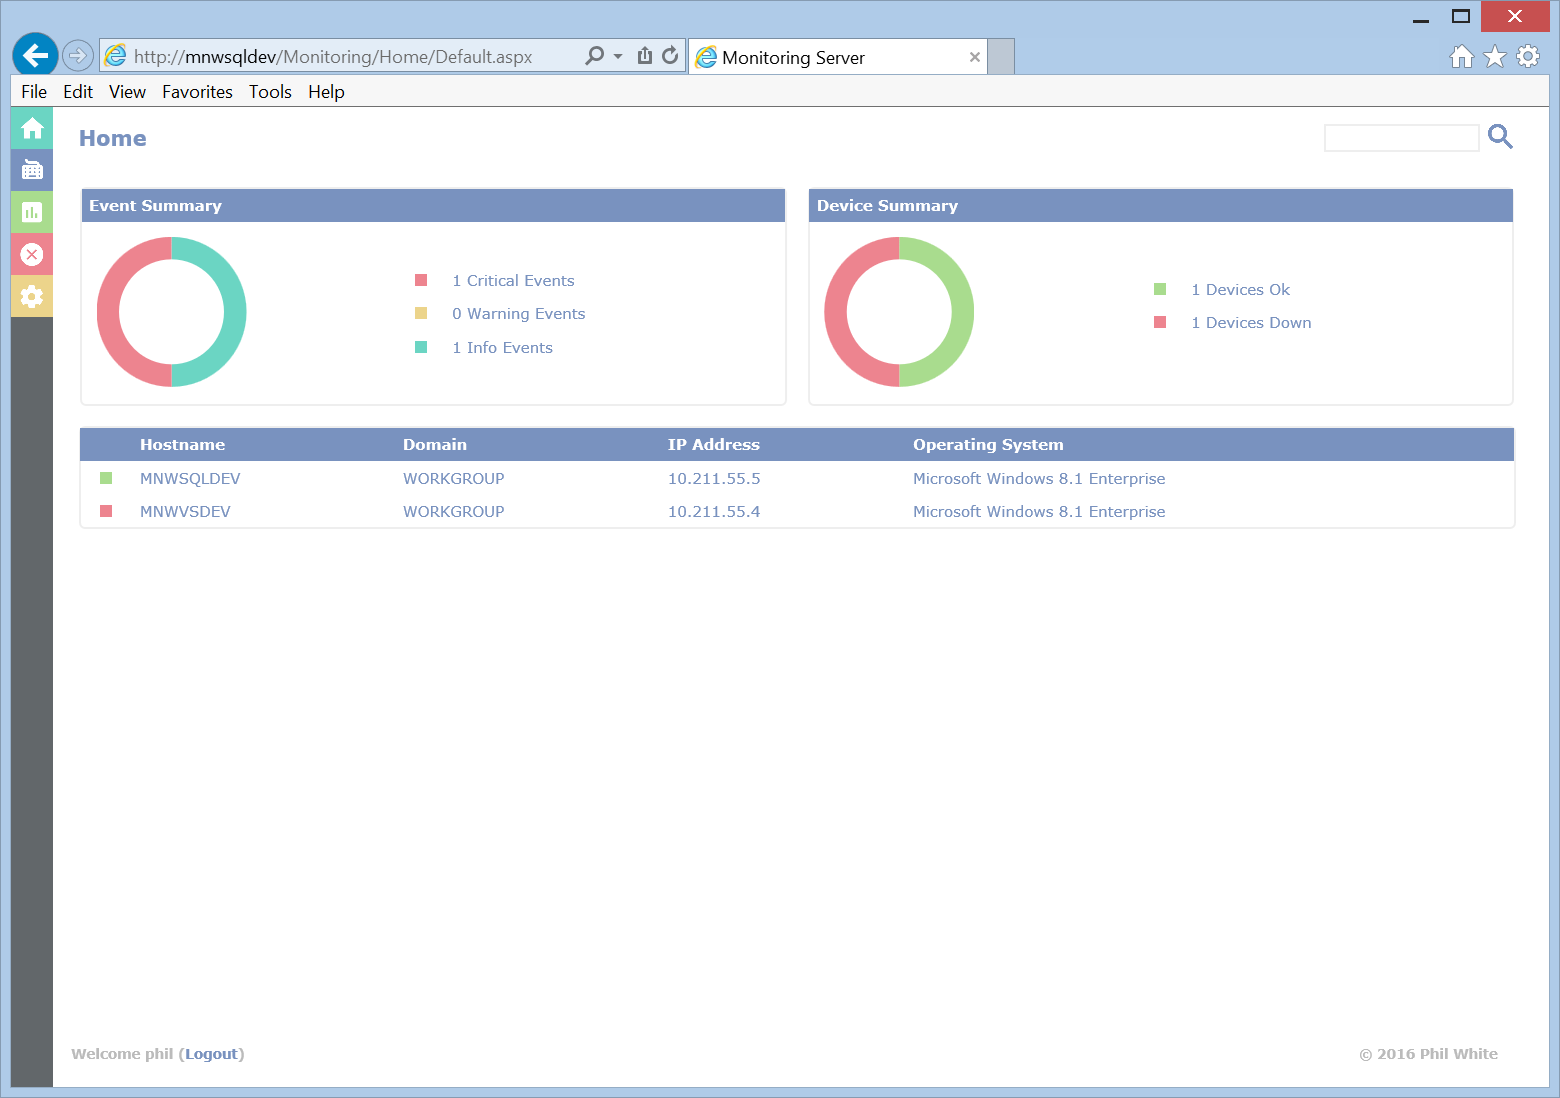 http://mnwsqldev/Monitoring/Home/Default.aspx
Monitoring Server
File Edit View Favorites Tools Help
Home
Event Summary
1 Critical Events
0 Warning Events
1 Info Events
Device Summary
1 Devices Ok
1 Devices Down
Hostname Domain IP Address Operating System
MNWSQLDEV WORKGROUP 10.211.55.5 Microsoft Windows 8.1 Enterprise
MNWVSDEV WORKGROUP 10.211.55.4 Microsoft Windows 8.1 Enterprise
Welcome phil (Logout)
© 2016 Phil White